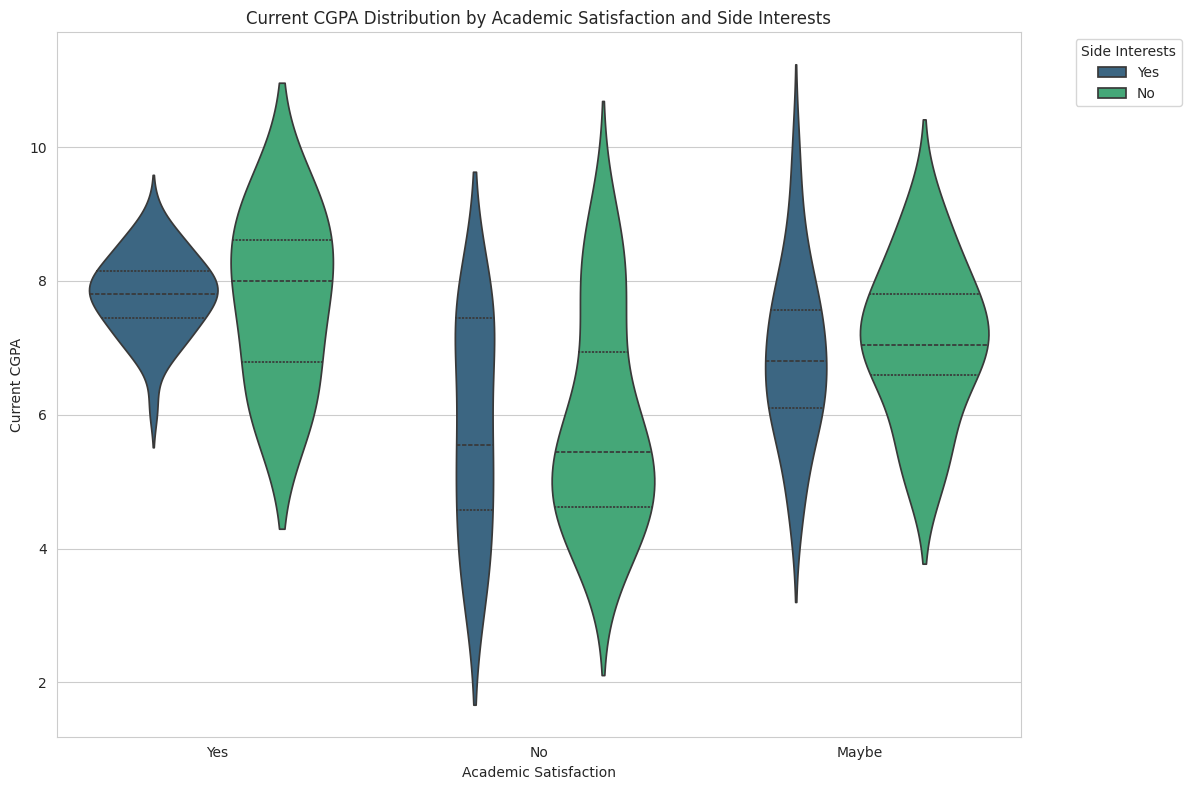 Current CGPA Distribution by Academic Satisfaction and Side Interests
Side Interests
Yes
No
10
8
6
4
2
Current CGPA
Yes
No
Maybe
Academic Satisfaction